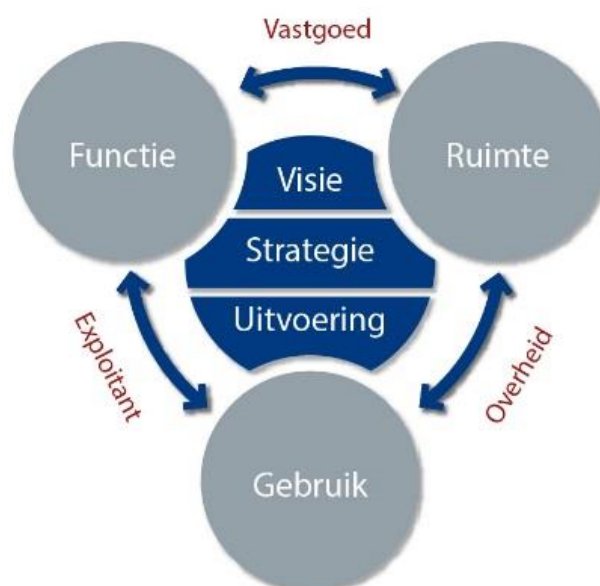 Vastgoed
Functie
Ruimte
Visie
Strategie
Uitvoering
Exploitant
Overheid
Gebruik